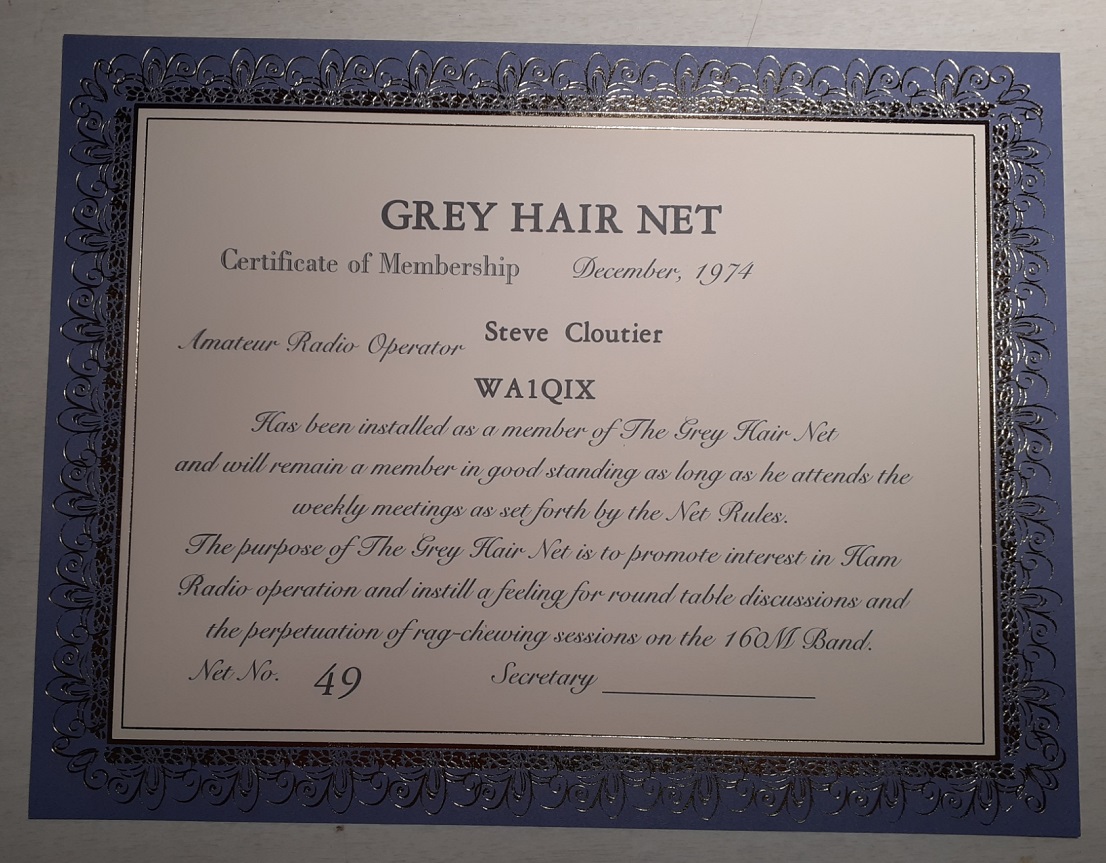 GREY HAIR NET
Certificate of Membership December, 1974
Amateur Radio Operator Steve Cloutier
WA1QIX
Has been installed as a member of The Grey Hair Net
and will remain a member in good standing as long as he attends the
weekly meetings as set forth by the Net Rules.
The purpose of The Grey Hair Net is to promote interest in Ham
Radio operation and instill a feeling for round table discussions and
the perpetuation of rag-chewing sessions on the 160M Band.
Net No. 49 Secretary